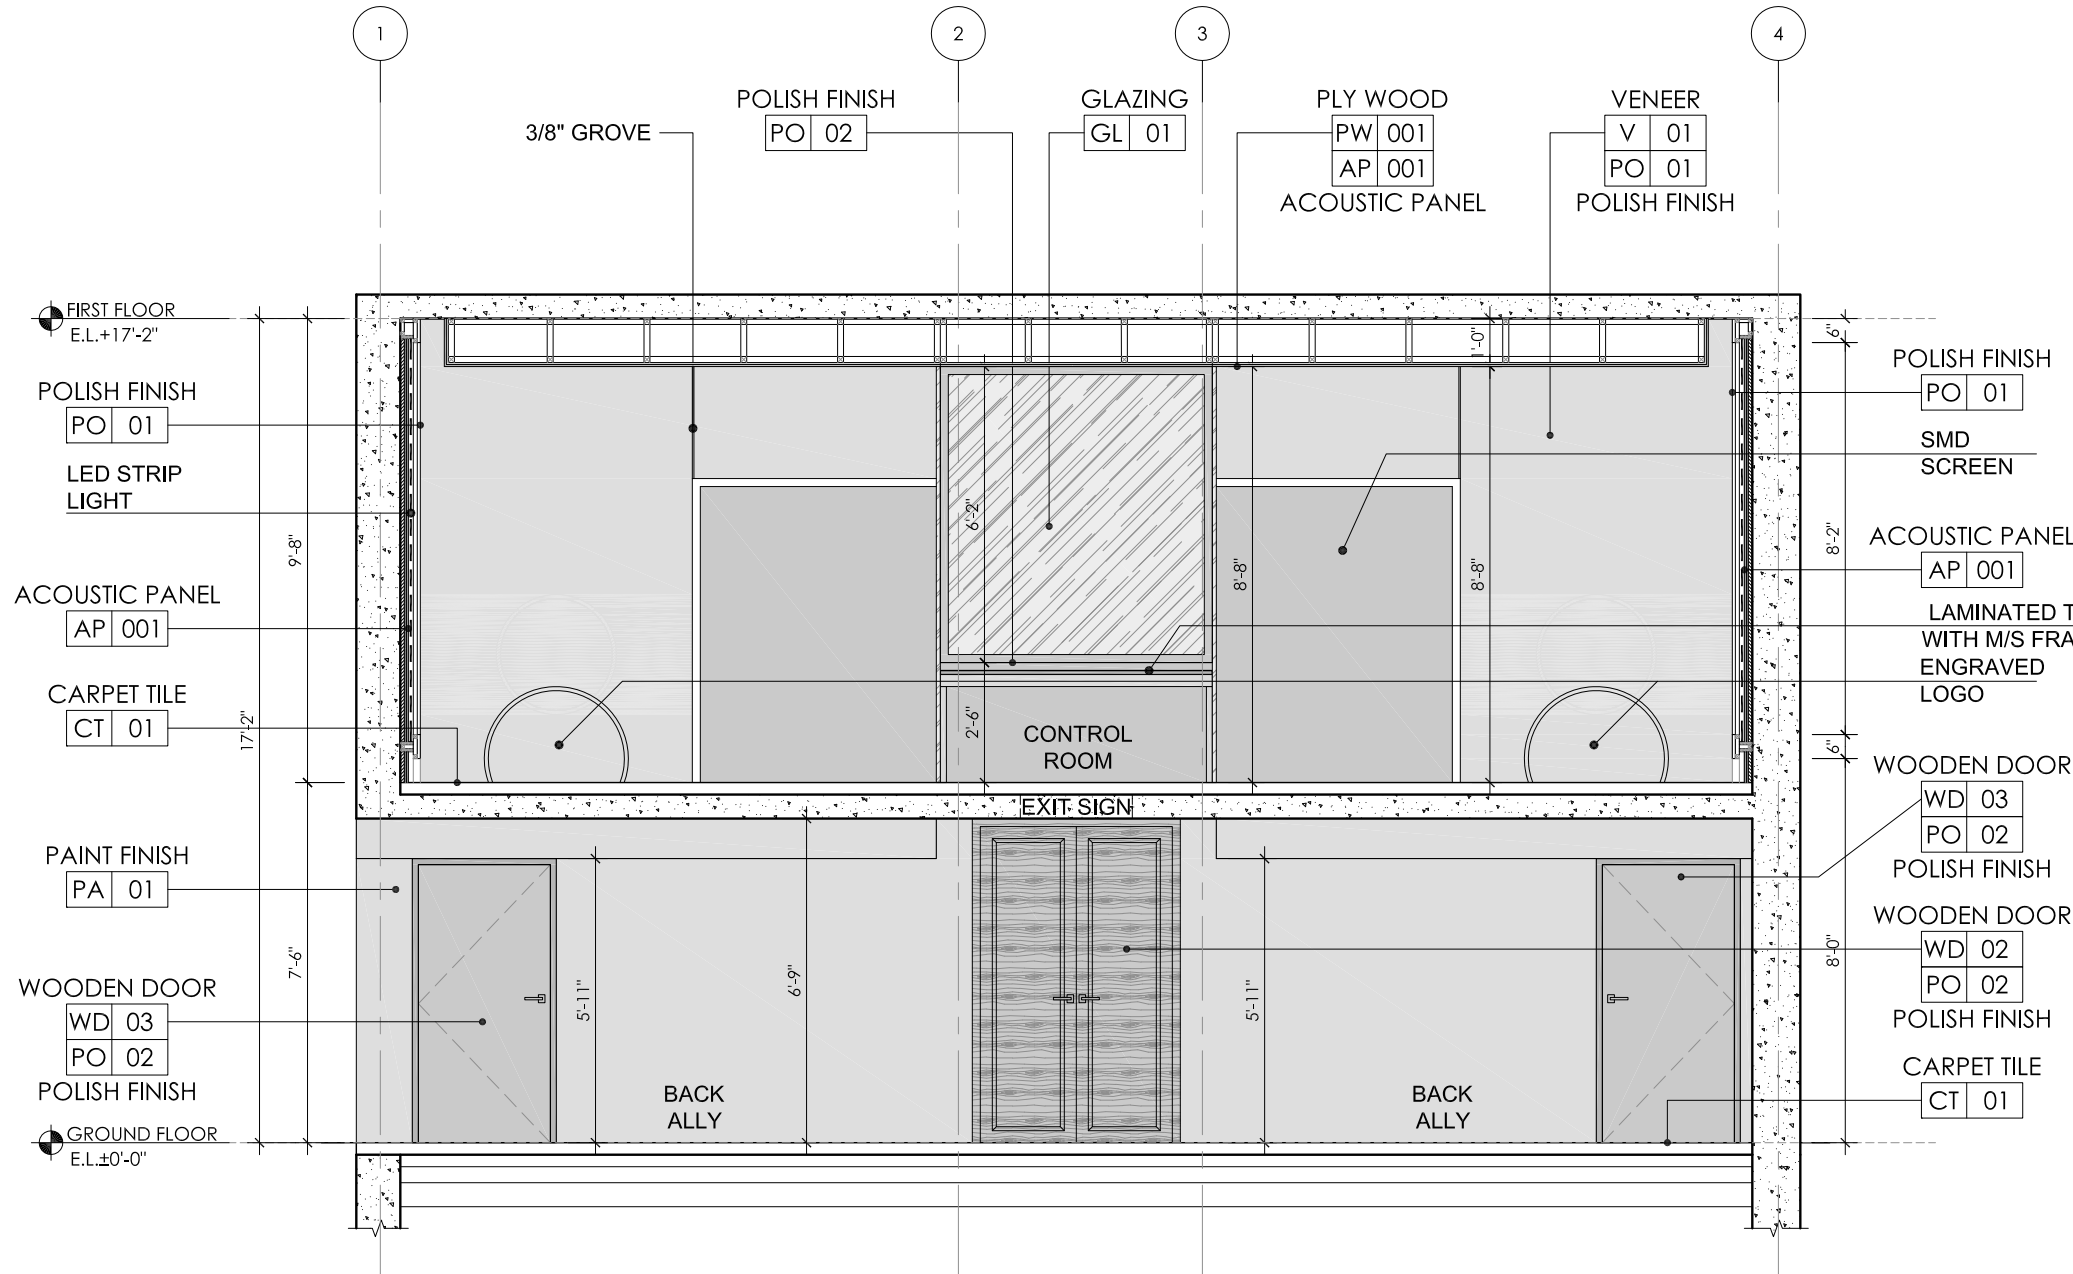 1
2
3
4
POLISH FINISH
PO 02
3/8" GROVE
GLAZING
GL 01
PLY WOOD
PW 001
AP 001
ACOUSTIC PANEL
VENEER
V 01
PO 01
POLISH FINISH
FIRST FLOOR
E.L.+17'-2"
POLISH FINISH
PO 01
LED STRIP
LIGHT
ACOUSTIC PANEL
AP 001
CARPET TILE
CT 01
PAINT FINISH
PA 01
WOODEN DOOR
WD 03
PO 02
POLISH FINISH
GROUND FLOOR
E.L.±0'-0"
17'-2"
9'-8"
7'-6"
1'-0"
6'-2"
8'-8"
8'-8"
2'-6"
CONTROL
ROOM
EXIT SIGN
5'-11"
6'-9"
5'-11"
BACK
ALLY
BACK
ALLY
6"
8'-2"
6"
8'-0"
POLISH FINISH
PO 01
SMD
SCREEN
ACOUSTIC PANEL
AP 001
LAMINATED T
WITH M/S FRA
ENGRAVED
LOGO
WOODEN DOOR
WD 03
PO 02
POLISH FINISH
WOODEN DOOR
WD 02
PO 02
POLISH FINISH
CARPET TILE
CT 01